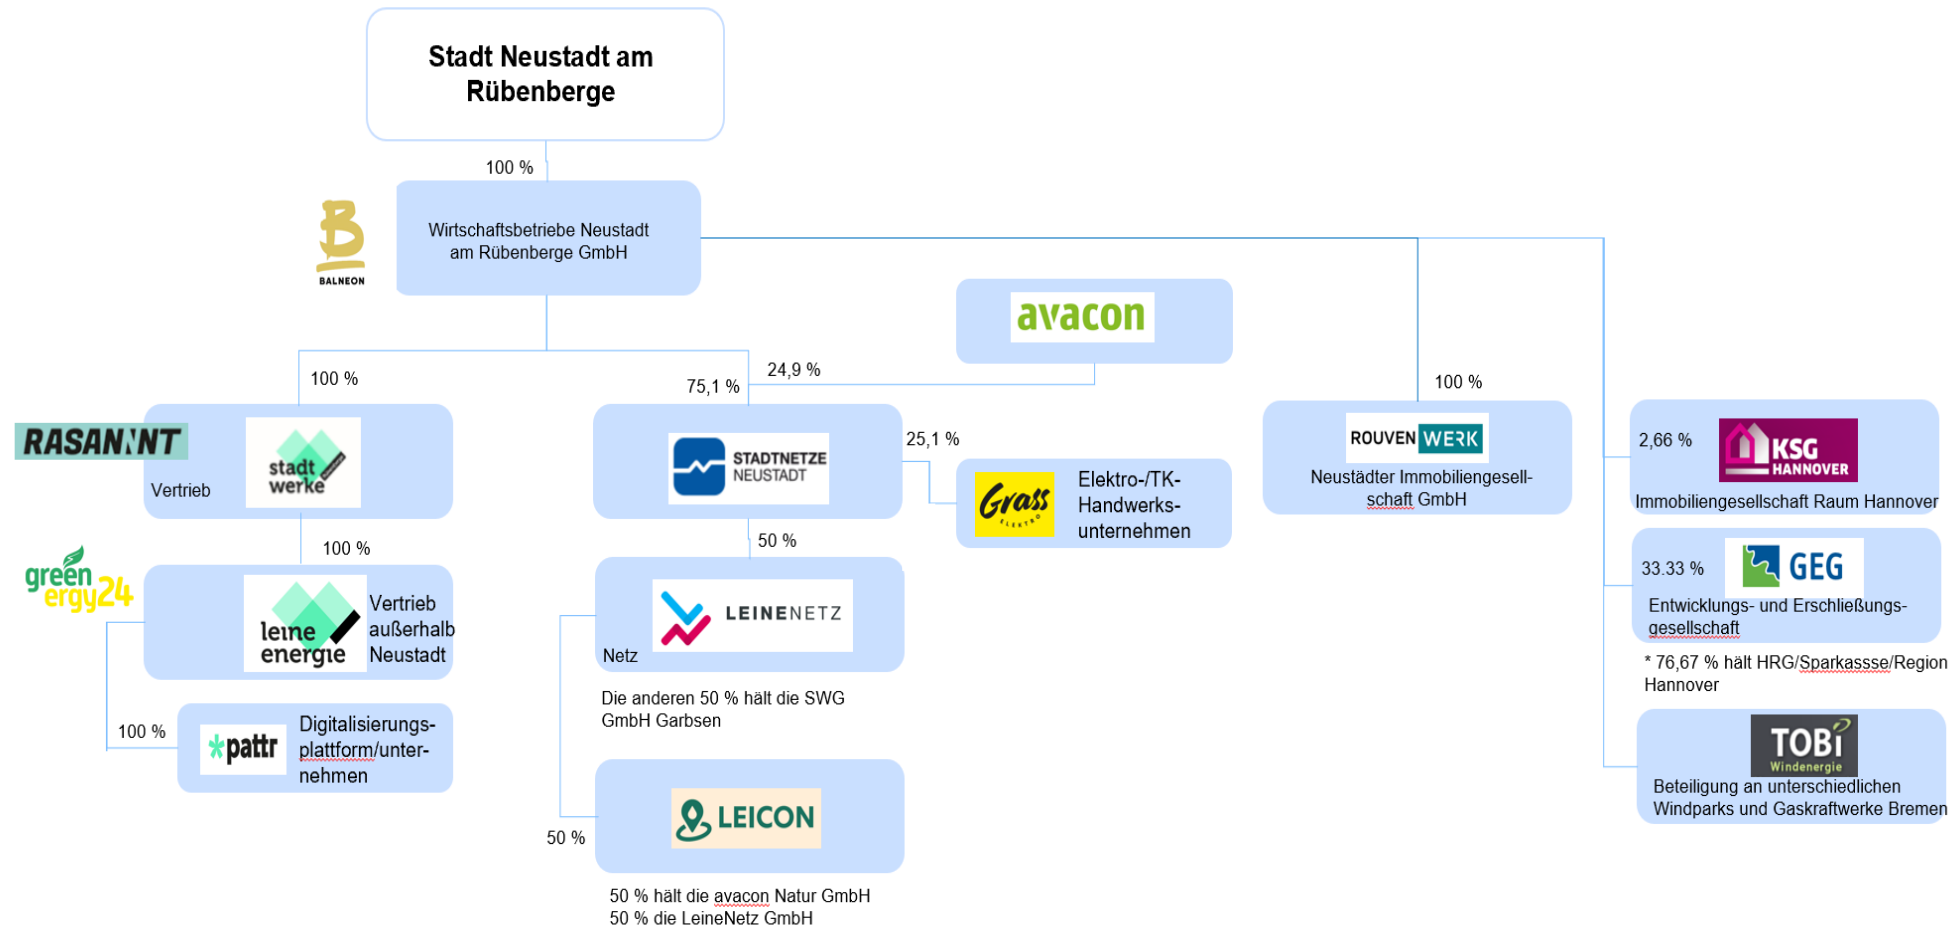 Stadt Neustadt am
Rübenberge
100 %
BALNEON
Wirtschaftsbetriebe Neustadt
am Rübenberge GmbH
avacon
100 %
75,1 %
24,9 %
100 %
RASANNNT
stadt
werke
Vertrieb
STADTNETZE
NEUSTADT
25,1 %
Grass
ELEKTRO
Elektro-/TK-
Handwerks-
unternehmen
ROUVEN WERK
Neustädter Immobiliengesell-
schaft GmbH
2,66 %
KSG
HANNOVER
Immobiliengesellschaft Raum Hannover
100 %
50 %
green
ergy24
leine
energie
Vertrieb
außerhalb
Neustadt
LEINENETZ
Netz
Die anderen 50 % hält die SWG
GmbH Garbsen
33.33 %
GEG
Entwicklungs- und Erschließungs-
gesellschaft
* 76,67 % hält HRG/Sparkassse/Region
Hannover
100 %
*pattr
Digitalisierungs-
plattform/unter-
nehmen
TOBi
Windenergie
Beteiligung an unterschiedlichen
Windparks und Gaskraftwerke Bremen
50 %
LEICON
50 % hält die avacon Natur GmbH
50 % die LeineNetz GmbH